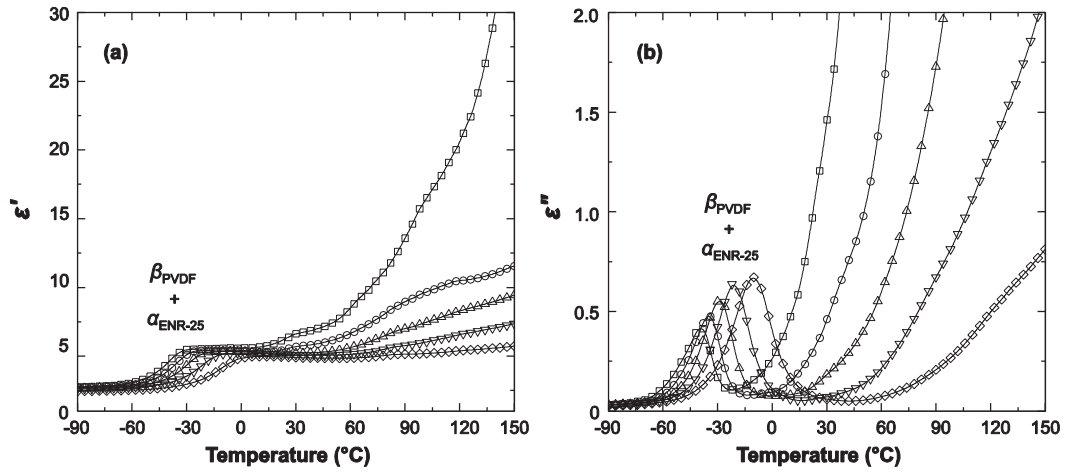 (a)
30
25
20
15
10
5
0
ε'
β_PVDF
+
α_ENR-25
-90 -60 -30 0 30 60 90 120 150
Temperature (°C)
(b)
2.0
1.5
1.0
0.5
0
ε"
β_PVDF
+
α_ENR-25
-90 -60 -30 0 30 60 90 120 150
Temperature (°C)